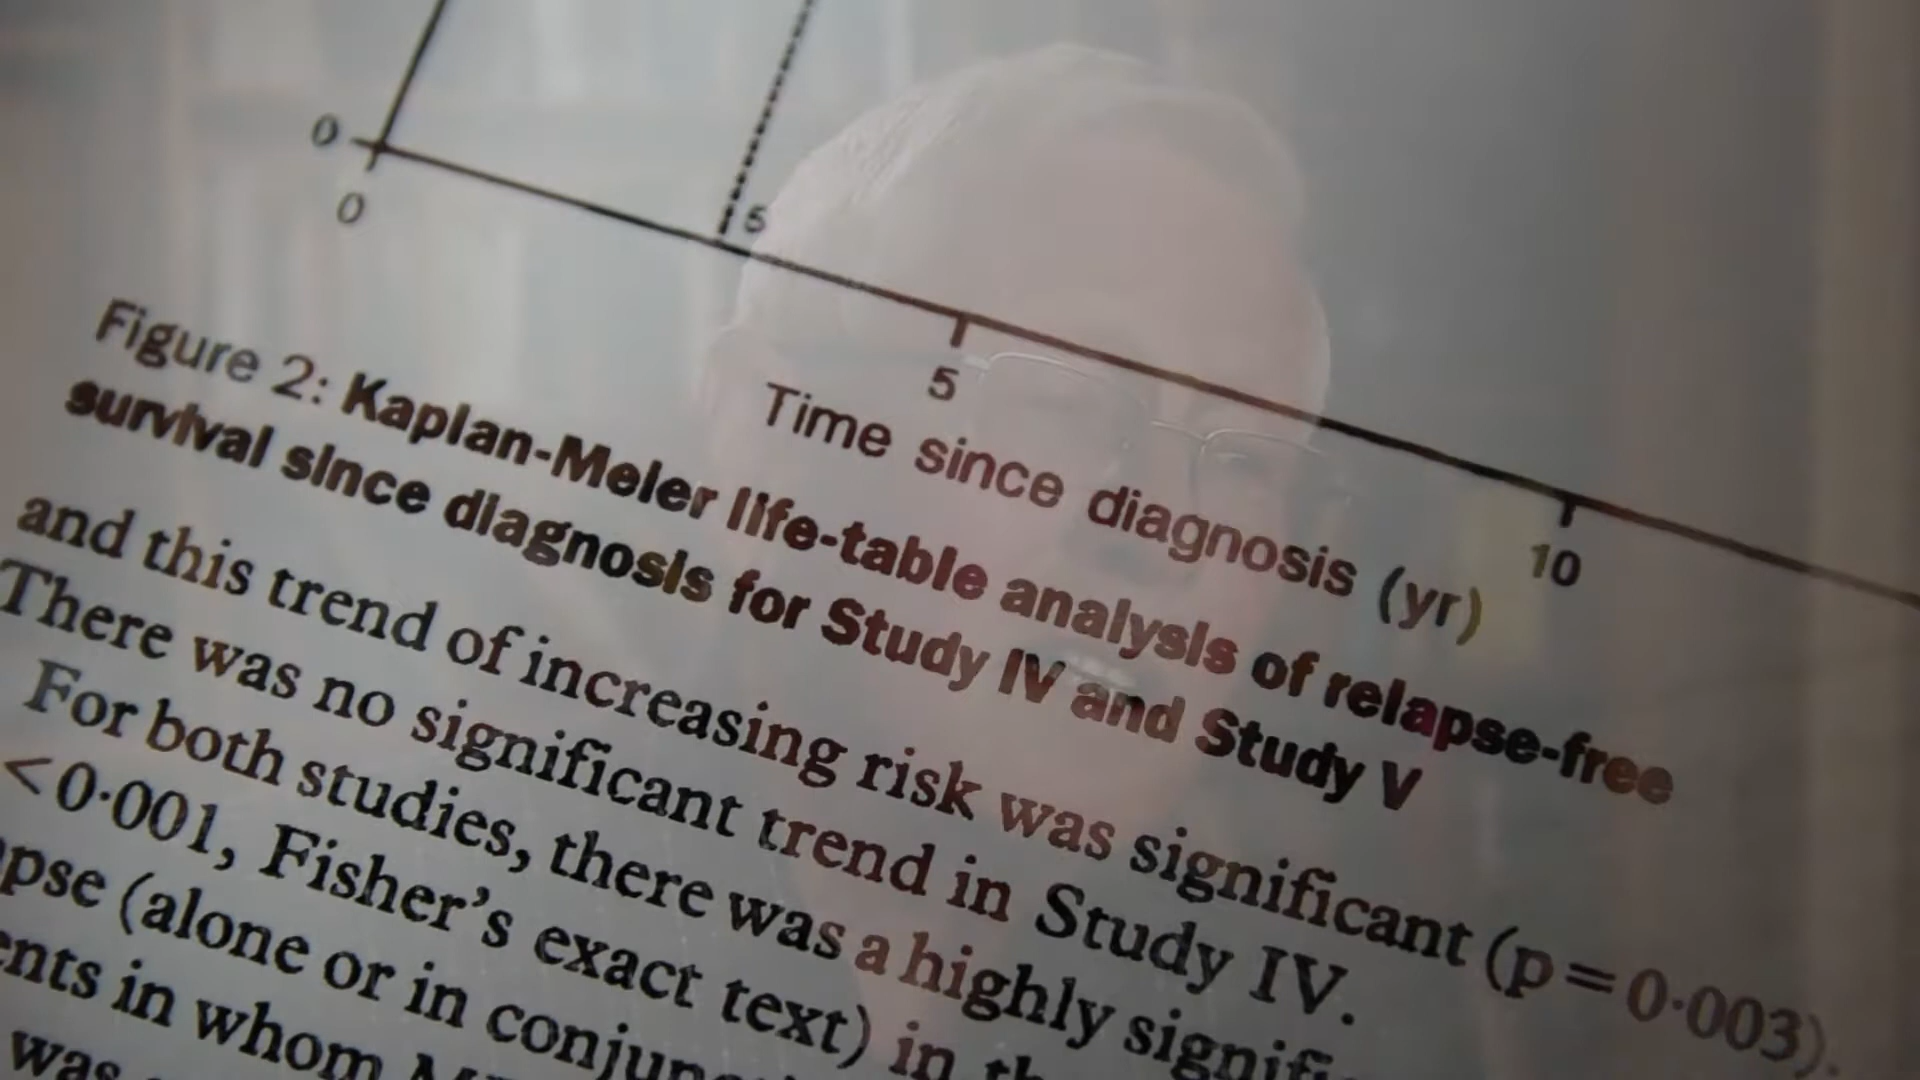 0
0
5
5
10
Time since diagnosis (yr)
Figure 2: Kaplan-Meier life-table analysis of relapse-free
survival since diagnosis for Study IV and Study V
and this trend of increasing risk was significant (p=0·003).
There was no significant trend in Study IV.
For both studies, there was a highly signifi
<0·001, Fisher's exact text) in th
pse (alone or in conjun
ents in whom
was